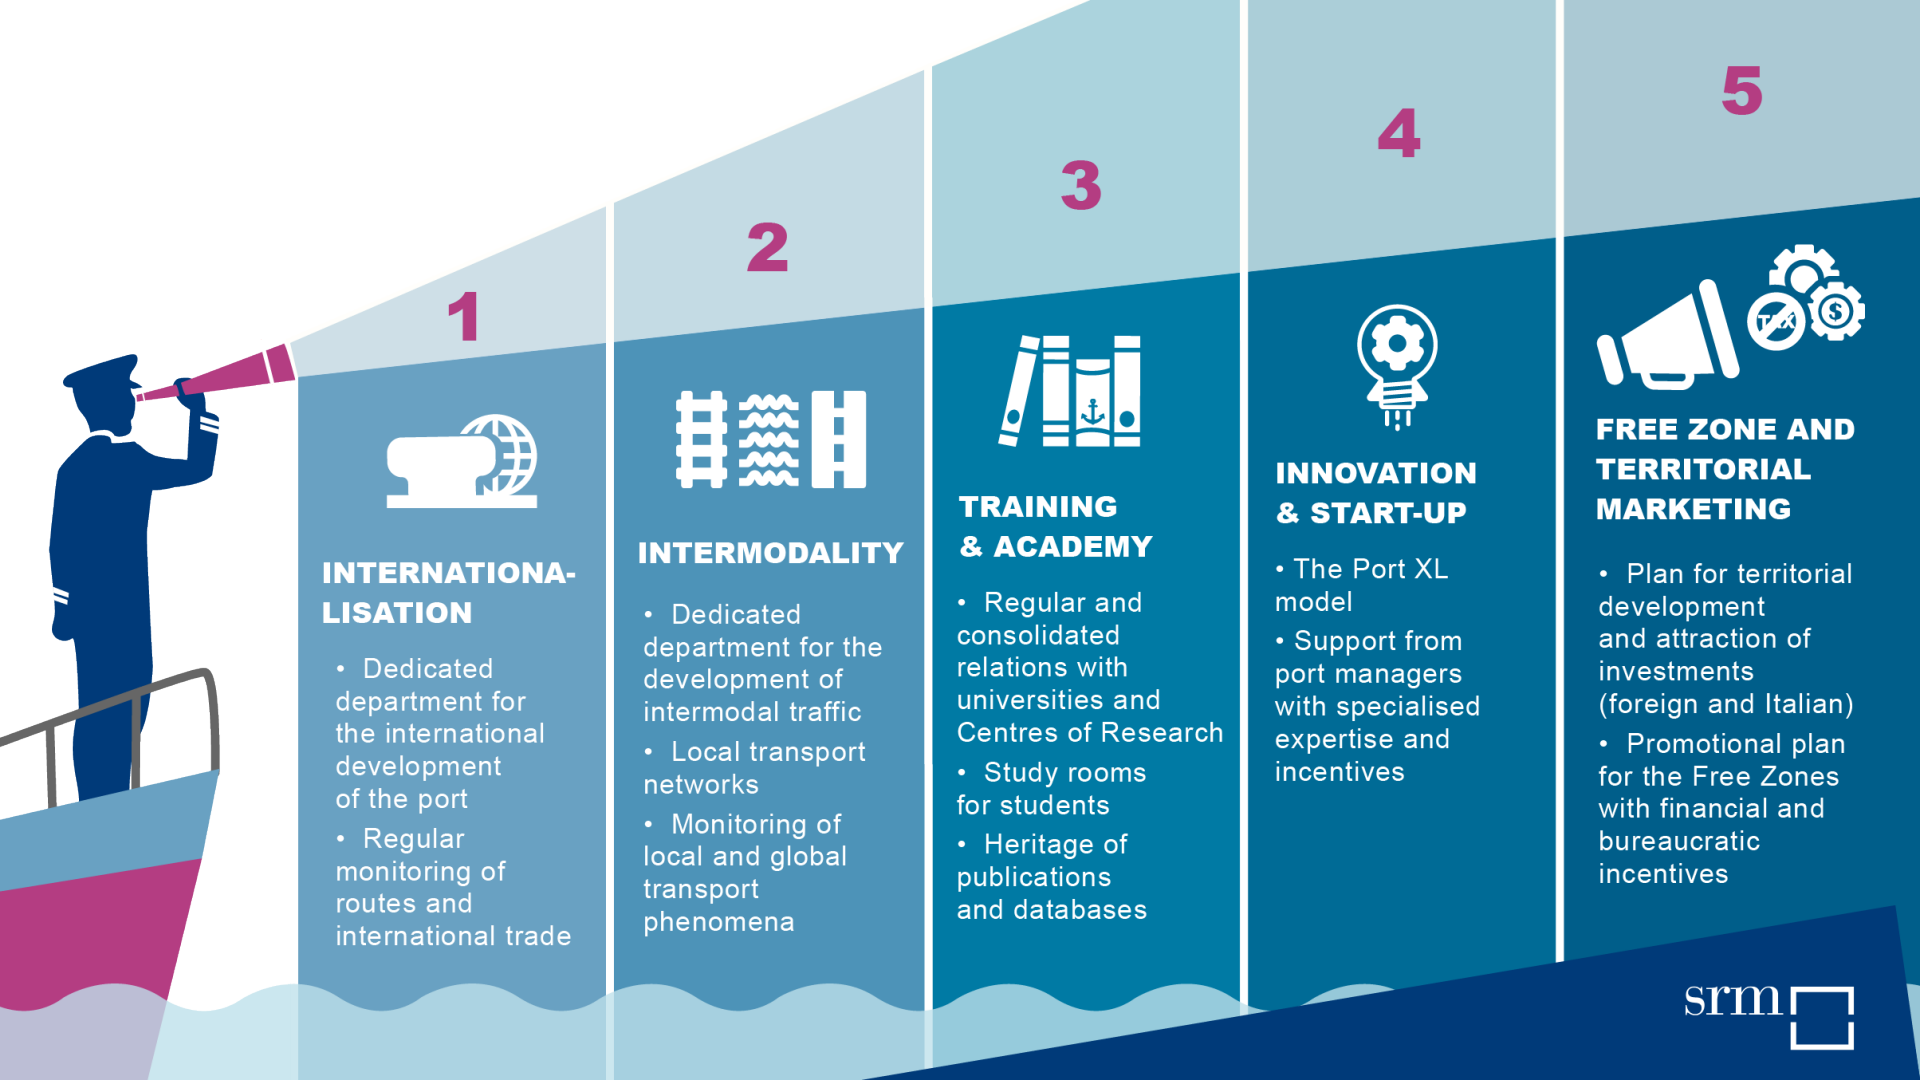 1
INTERNATIONA-
LISATION
• Dedicated
department for
the international
development
of the port
• Regular
monitoring of
routes and
international trade
2
INTERMODALITY
• Dedicated
department for the
development of
intermodal traffic
• Local transport
networks
• Monitoring of
local and global
transport
phenomena
3
TRAINING
& ACADEMY
• Regular and
consolidated
relations with
universities and
Centres of Research
• Study rooms
for students
• Heritage of
publications
and databases
4
INNOVATION
& START-UP
• The Port XL
model
• Support from
port managers
with specialised
expertise and
incentives
5
TAX
$
FREE ZONE AND
TERRITORIAL
MARKETING
• Plan for territorial
development
and attraction of
investments
(foreign and Italian)
• Promotional plan
for the Free Zones
with financial and
bureaucratic
incentives
srm